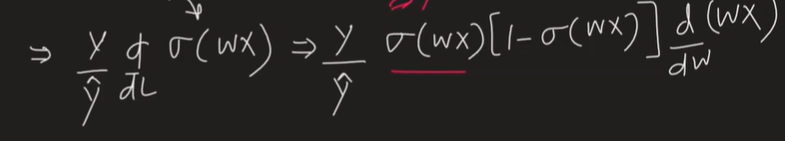 ⇒ y/ŷ d/dL σ(wx) ⇒ y/ŷ σ(wx)[1-σ(wx)] d/dw (wx)